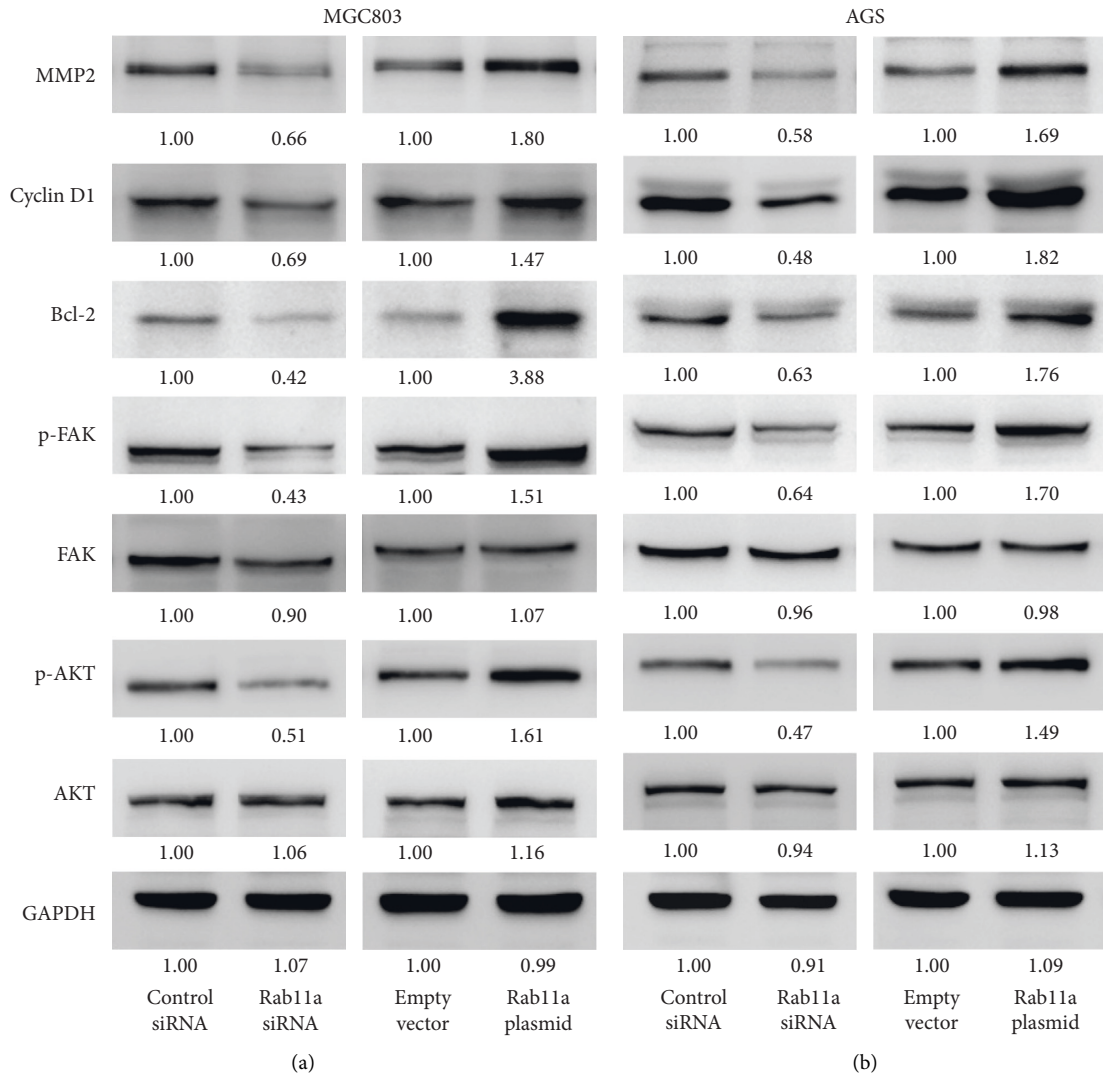 MGC803 AGS
MMP2
1.00 0.66 1.00 1.80 1.00 0.58 1.00 1.69
Cyclin D1
1.00 0.69 1.00 1.47 1.00 0.48 1.00 1.82
Bcl-2
1.00 0.42 1.00 3.88 1.00 0.63 1.00 1.76
p-FAK
1.00 0.43 1.00 1.51 1.00 0.64 1.00 1.70
FAK
1.00 0.90 1.00 1.07 1.00 0.96 1.00 0.98
p-AKT
1.00 0.51 1.00 1.61 1.00 0.47 1.00 1.49
AKT
1.00 1.06 1.00 1.16 1.00 0.94 1.00 1.13
GAPDH
1.00 1.07 1.00 0.99 1.00 0.91 1.00 1.09
Control Rab11a Empty Rab11a Control Rab11a Empty Rab11a
siRNA siRNA vector plasmid siRNA siRNA vector plasmid
(a) (b)